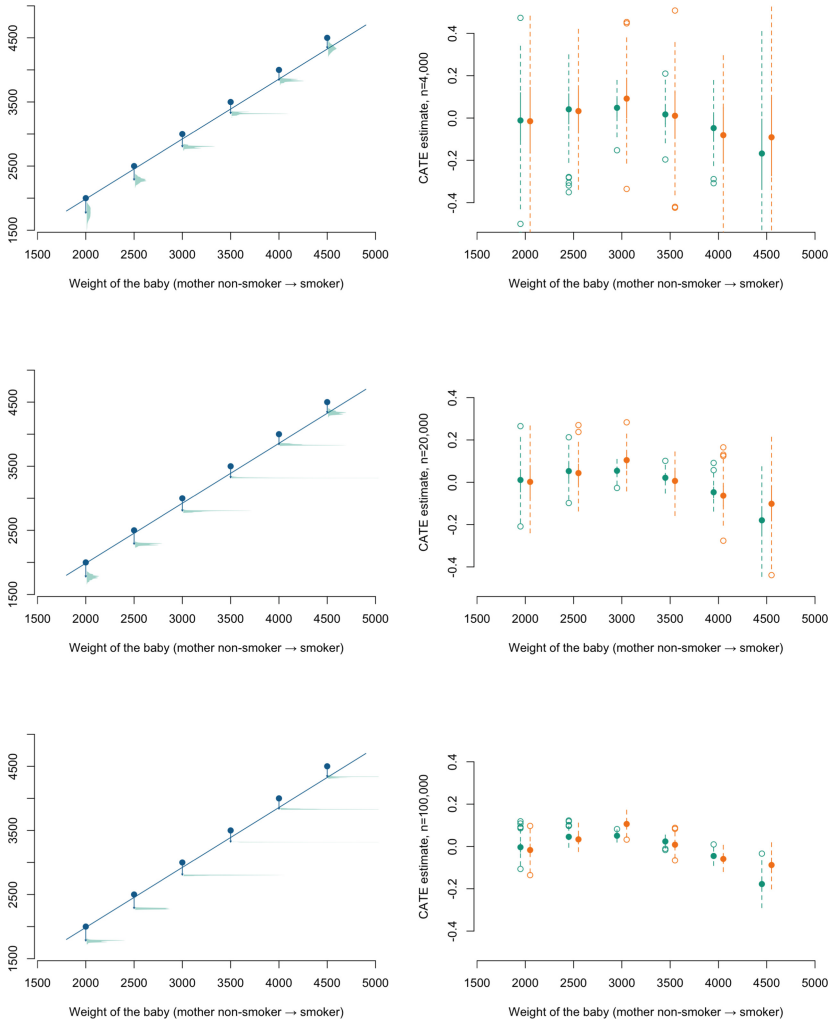 4500
3500
2500
1500
1500 2000 2500 3000 3500 4000 4500 5000
Weight of the baby (mother non-smoker → smoker)
CATE estimate, n=4,000
0.4
0.2
0.0
-0.2
-0.4
1500 2000 2500 3000 3500 4000 4500 5000
Weight of the baby (mother non-smoker → smoker)
4500
3500
2500
1500
1500 2000 2500 3000 3500 4000 4500 5000
Weight of the baby (mother non-smoker → smoker)
CATE estimate, n=20,000
0.4
0.2
0.0
-0.2
-0.4
1500 2000 2500 3000 3500 4000 4500 5000
Weight of the baby (mother non-smoker → smoker)
4500
3500
2500
1500
1500 2000 2500 3000 3500 4000 4500 5000
Weight of the baby (mother non-smoker → smoker)
CATE estimate, n=100,000
0.4
0.2
0.0
-0.2
-0.4
1500 2000 2500 3000 3500 4000 4500 5000
Weight of the baby (mother non-smoker → smoker)